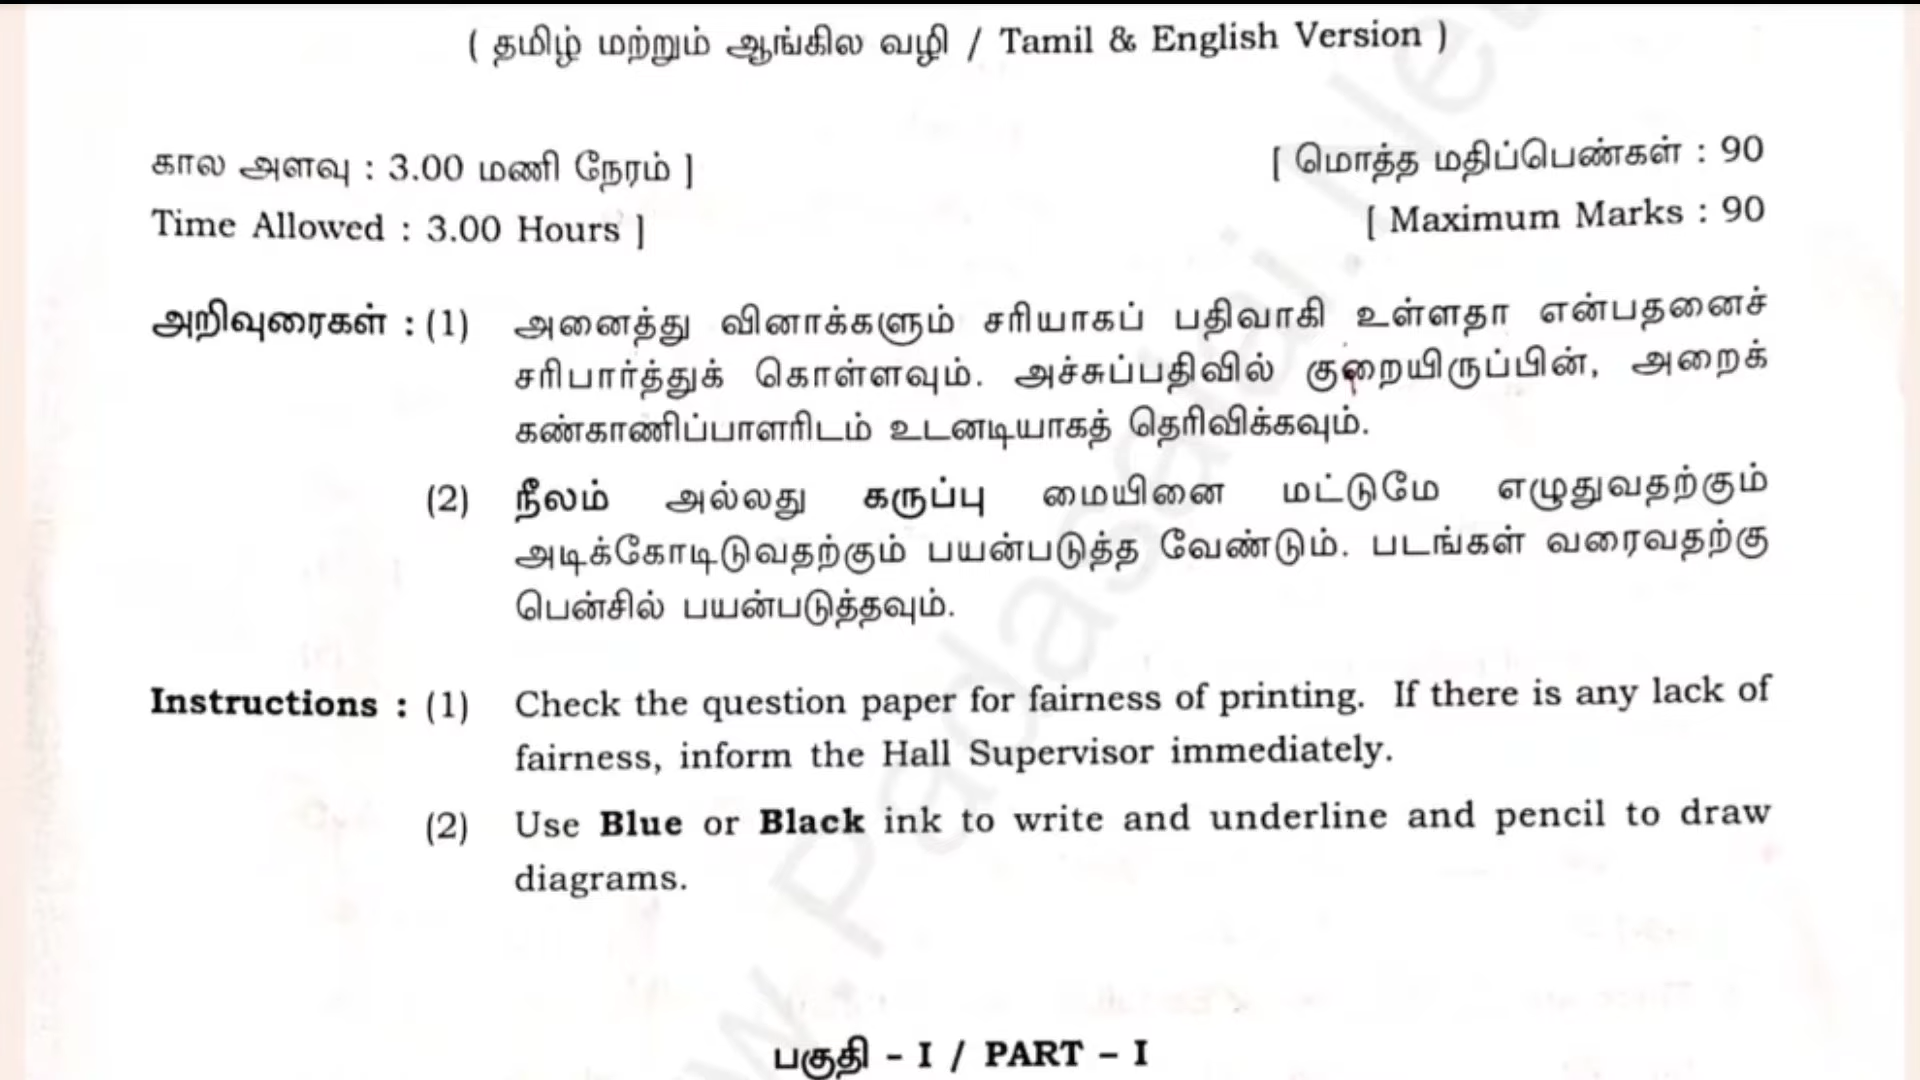 ( தமிழ் மற்றும் ஆங்கில வழி / Tamil & English Version )
கால அளவு : 3.00 மணி நேரம் ]
[ மொத்த மதிப்பெண்கள் : 90
Time Allowed : 3.00 Hours ]
[ Maximum Marks : 90
அறிவுரைகள் : (1) அனைத்து வினாக்களும் சரியாகப் பதிவாகி உள்ளதா என்பதனைச்
சரிபார்த்துக் கொள்ளவும். அச்சுப்பதிவில் குறையிருப்பின், அறைக்
கண்காணிப்பாளரிடம் உடனடியாகத் தெரிவிக்கவும்.
(2) நீலம் அல்லது கருப்பு மையினை மட்டுமே எழுதுவதற்கும்
அடிக்கோடிடுவதற்கும் பயன்படுத்த வேண்டும். படங்கள் வரைவதற்கு
பென்சில் பயன்படுத்தவும்.
Instructions : (1) Check the question paper for fairness of printing. If there is any lack of
fairness, inform the Hall Supervisor immediately.
(2) Use Blue or Black ink to write and underline and pencil to draw
diagrams.
பகுதி - I / PART - I
w.Padasalai.Net